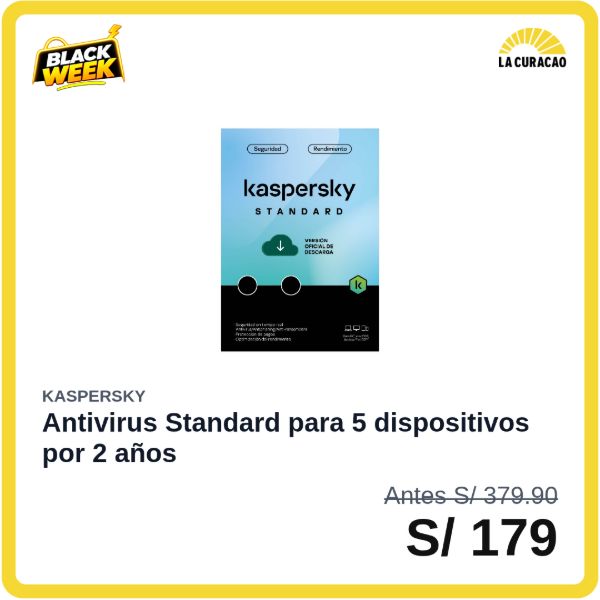 BLACK
WEEK
LA CURACAO
Seguridad
Rendimiento
kaspersky
STANDARD
VERSIÓN
OFICIAL DE
DESCARGA
KASPERSKY
Antivirus Standard para 5 dispositivos
por 2 años
Antes S/ 379.90
S/ 179